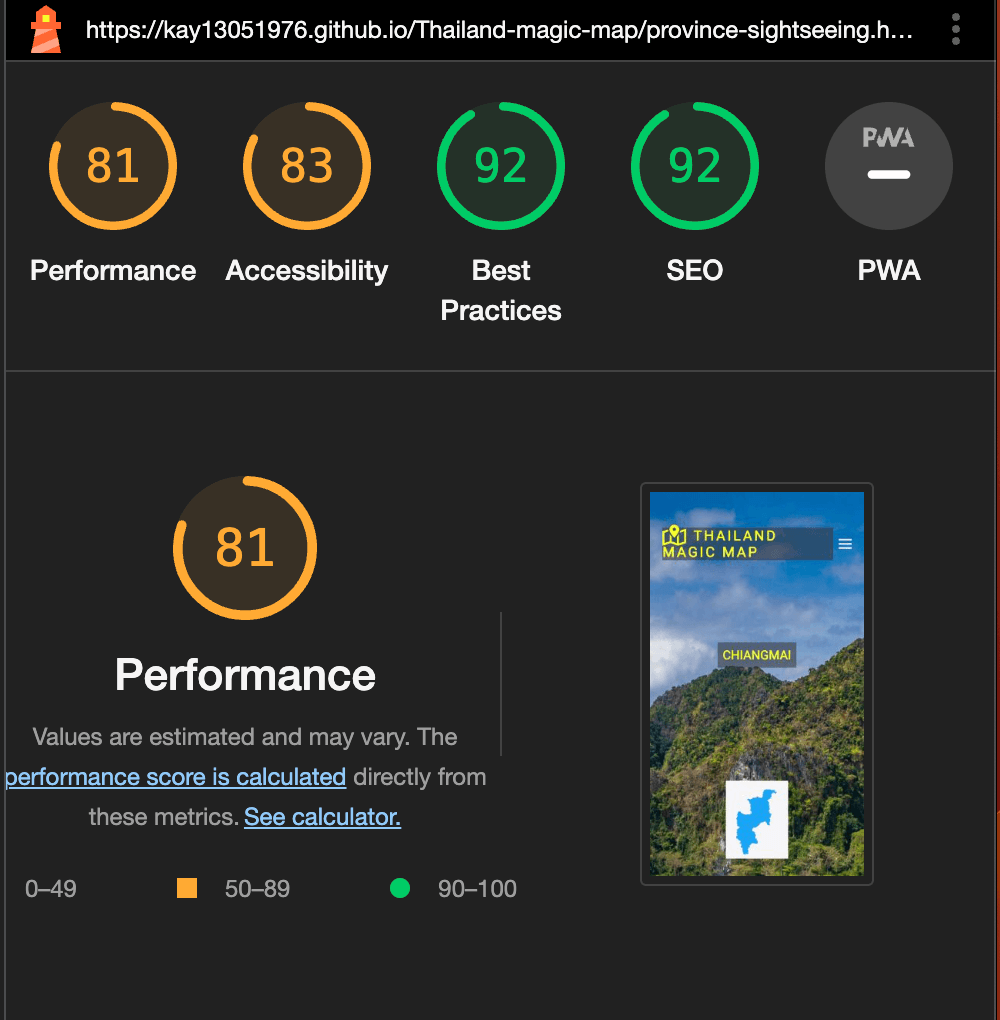 https://kay13051976.github.io/Thailand-magic-map/province-sightseeing.h…
81
83
92
92
PWA
Performance
Accessibility
Best
Practices
SEO
PWA
81
Performance
Values are estimated and may vary. The
performance score is calculated directly from
these metrics. See calculator.
0–49
50–89
90–100
THAILAND
MAGIC MAP
CHIANGMAI